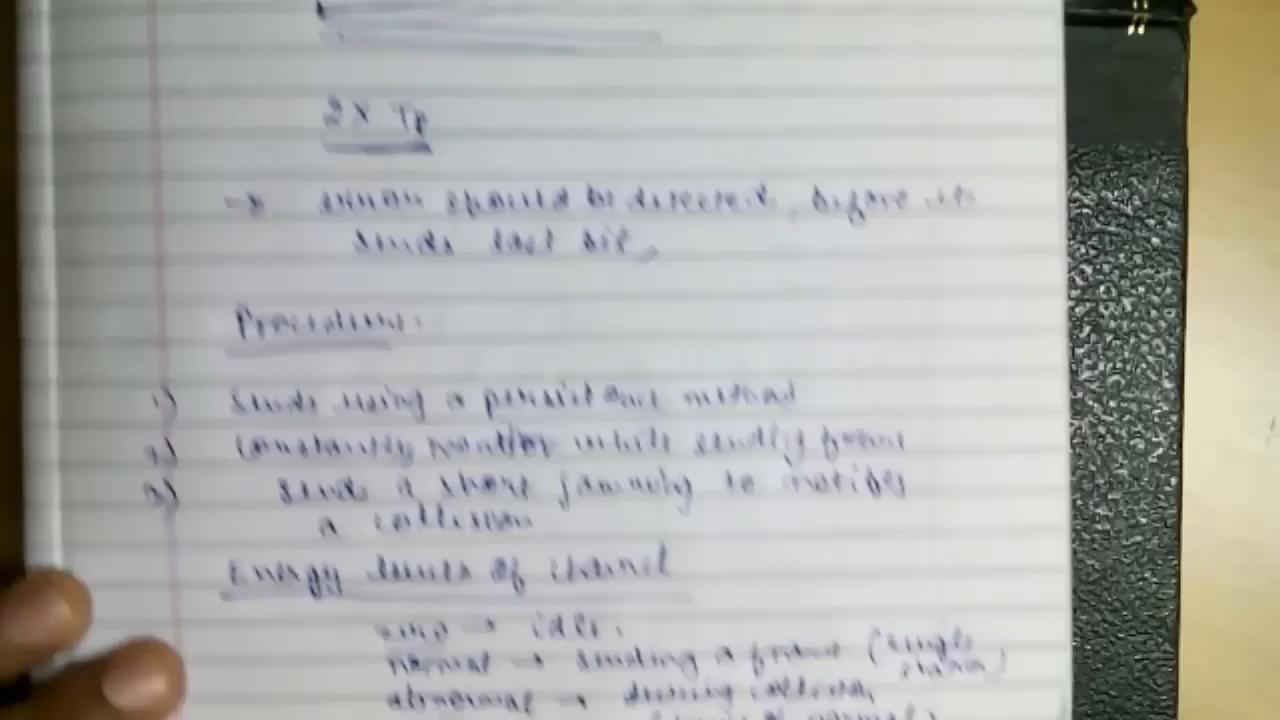 2 x Tp
→ error should be detected, before it
sends last bit.
Procedure:
1) Sends using a persistence method
2) Constantly monitor while sending frame
3) Send a short jamming to notify
a collision
Energy levels of channel
zero → idle.
normal → sending a frame (single
abnormal → during collision,
normal.